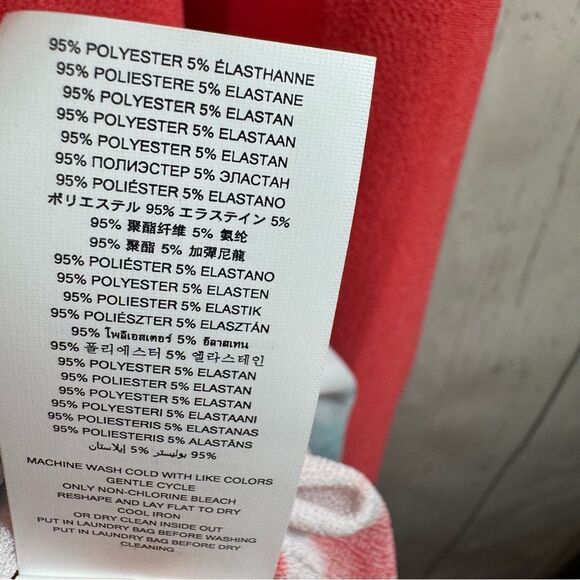 95% POLYESTER 5% ÉLASTHANNE
95% POLIESTERE 5% ELASTANE
95% POLYESTER 5% ELASTAN
95% POLYESTER 5% ELASTAAN
95% POLYESTER 5% ELASTAN
95% ПОЛИЭСТЕР 5% ЭЛАСТАН
95% POLIÉSTER 5% ELASTANO
ポリエステル 95% エラステイン 5%
95% 聚酯纤维 5% 氨纶
95% 聚酯 5% 加彈尼龍
95% POLIÉSTER 5% ELASTANO
95% POLYESTER 5% ELASTEN
95% POLIESTER 5% ELASTIK
95% POLIÉSZTER 5% ELASZTÁN
95% โพลีเอสเตอร์ 5% อีลาสเทน
95% 폴리에스터 5% 엘라스테인
95% POLYESTER 5% ELASTAN
95% POLIESTER 5% ELASTAN
95% POLYESTER 5% ELASTAN
95% POLYESTERI 5% ELASTAANI
95% POLIESTERIS 5% ELASTANAS
95% POLIESTERIS 5% ALASTĀNS
95% بوليستر 5% إيلاستان
MACHINE WASH COLD WITH LIKE COLORS
GENTLE CYCLE
ONLY NON-CHLORINE BLEACH
RESHAPE AND LAY FLAT TO DRY
COOL IRON
OR DRY CLEAN INSIDE OUT
PUT IN LAUNDRY BAG BEFORE WASHING
PUT IN LAUNDRY BAG BEFORE DRY
CLEANING